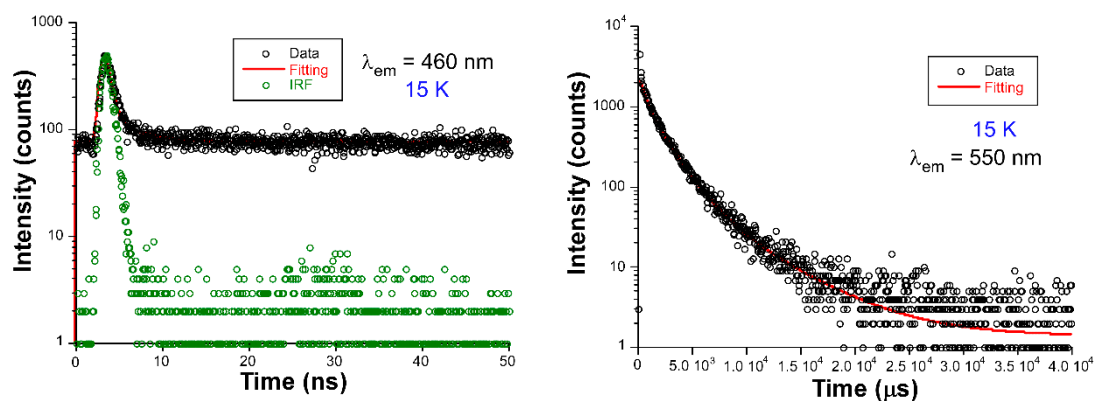 1000
100
10
1
Intensity (counts)
0
10
20
30
40
50
Time (ns)
Data
Fitting
IRF
λem = 460 nm
15 K
10⁴
1000
100
10
1
Intensity (counts)
0
5.0 10³
1.0 10⁴
1.5 10⁴
2.0 10⁴
2.5 10⁴
3.0 10⁴
3.5 10⁴
4.0 10⁴
Time (μs)
Data
Fitting
15 K
λem = 550 nm